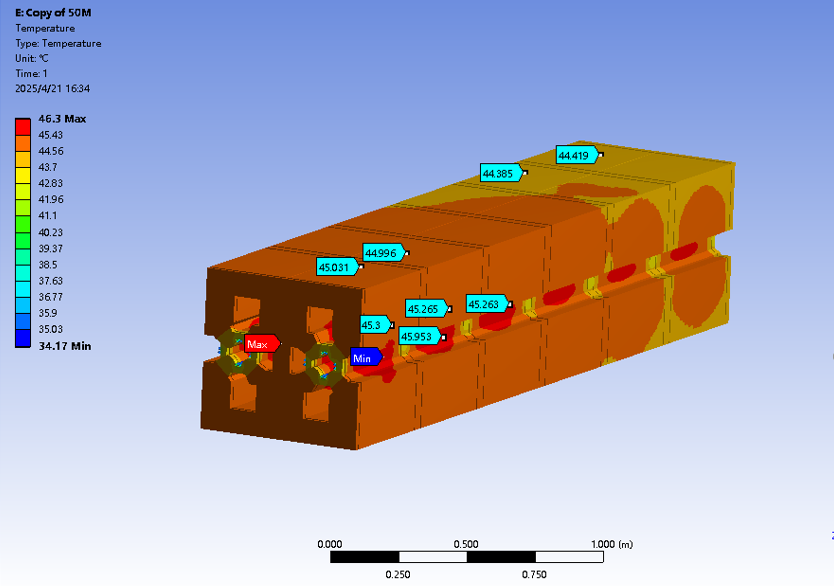 E: Copy of 50M
Temperature
Type: Temperature
Unit: °C
Time: 1
2025/4/21 16:34
46.3 Max
45.43
44.56
43.7
42.83
41.96
41.1
40.23
39.37
38.5
37.63
36.77
35.9
35.03
34.17 Min
44.419
44.385
44.996
45.031
45.265
45.263
45.3
45.953
Max
Min
0.000
0.500
1.000 (m)
0.250
0.750